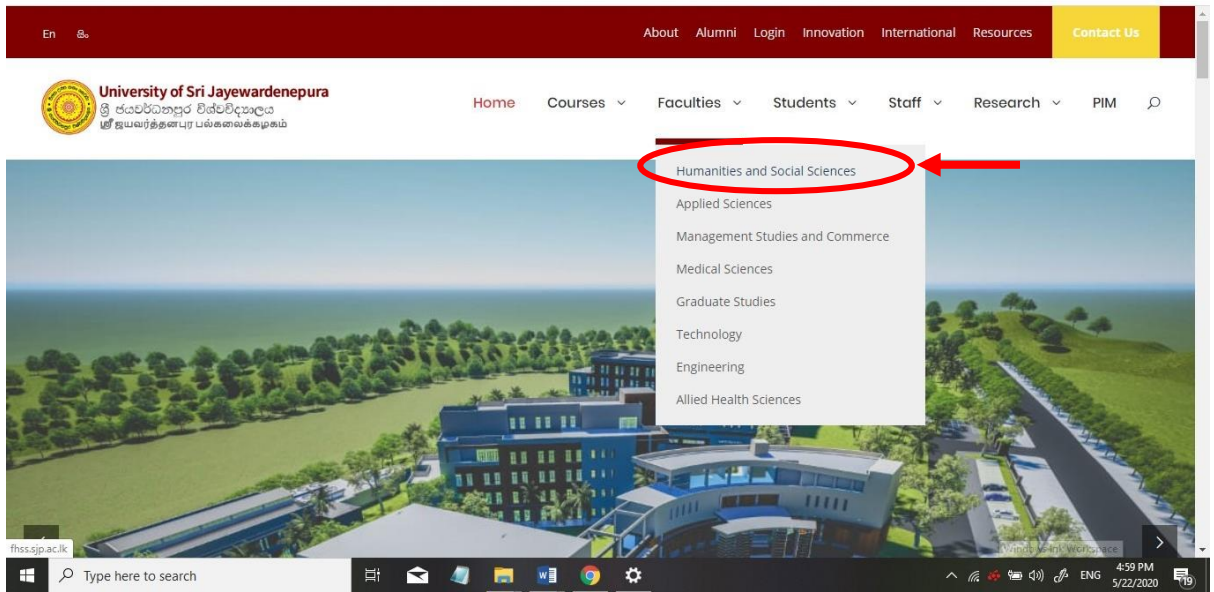 En සිං
About Alumni Login Innovation International Resources Contact Us
University of Sri Jayewardenepura
ශ්‍රී ජයවර්ධනපුර විශ්වවිද්‍යාලය
ஸ்ரீ ஜயவர்த்தனபுர பல்கலைக்கழகம்
Home Courses Faculties Students Staff Research PIM
Humanities and Social Sciences
Applied Sciences
Management Studies and Commerce
Medical Sciences
Graduate Studies
Technology
Engineering
Allied Health Sciences
fhss.sjp.ac.lk
Windows Ink Workspace
Type here to search
ENG
4:59 PM
5/22/2020
19